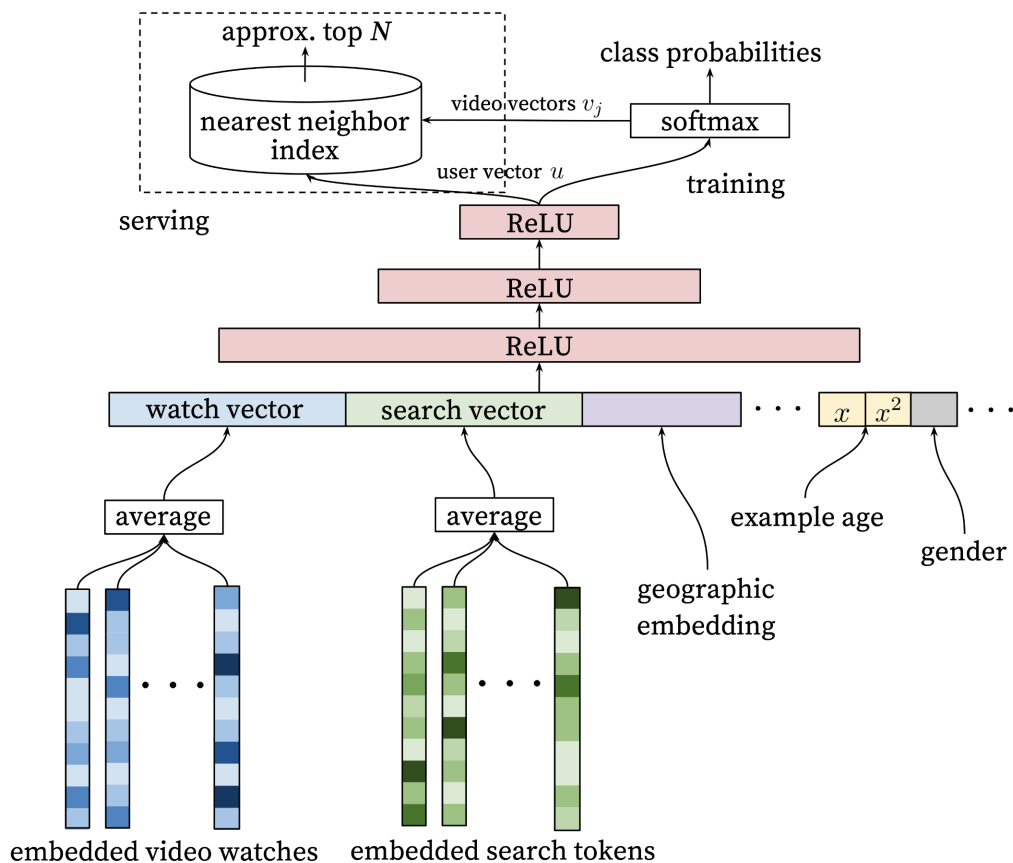 approx. top N
class probabilities
video vectors v_j
nearest neighbor
index
softmax
user vector u
training
serving
ReLU
ReLU
ReLU
watch vector
search vector
. . .
x
x²
. . .
average
average
example age
gender
geographic
embedding
. . .
. . .
embedded video watches
embedded search tokens